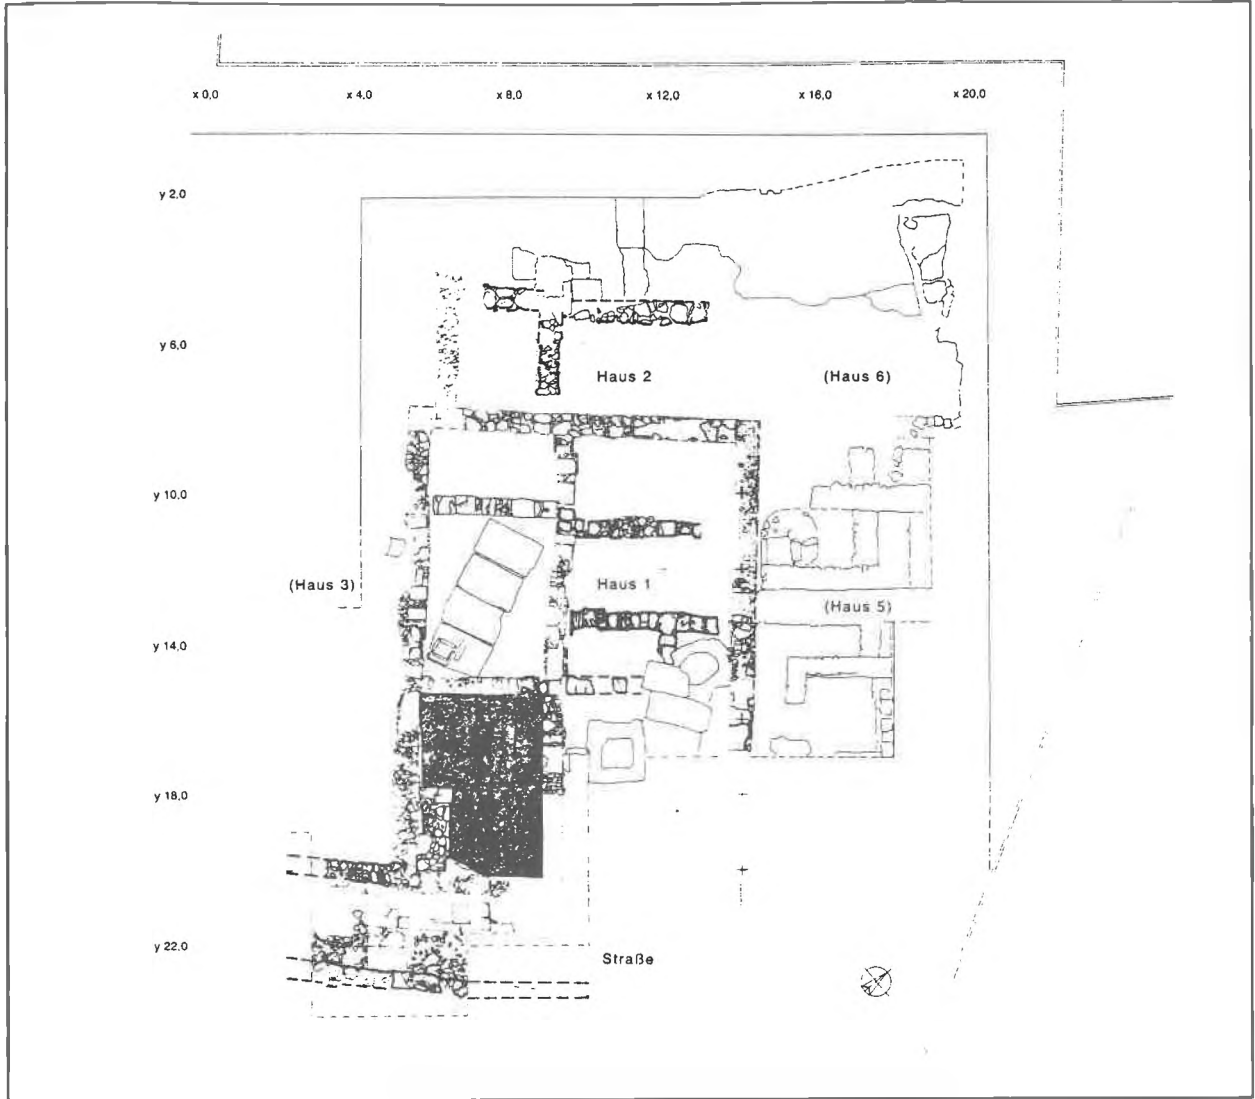 x 0,0 x 4,0 x 8,0 x 12,0 x 16,0 x 20,0
y 2,0
y 6,0
Haus 2 (Haus 6)
y 10,0
(Haus 3) Haus 1
(Haus 5)
y 14,0
y 18,0
y 22,0
Straße